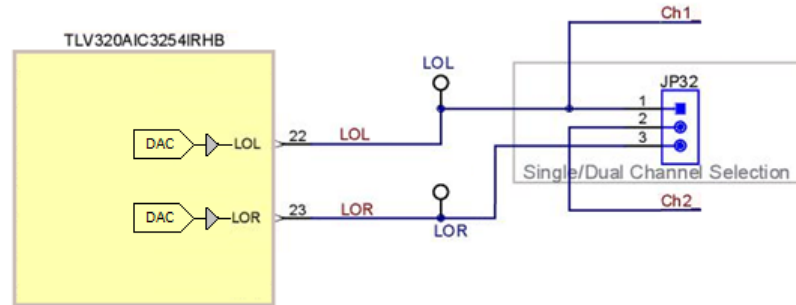 Ch1_
TLV320AIC3254IRHB
LOL
JP32
1
DAC
LOL
22
LOL
2
3
Single/Dual Channel Selection
DAC
LOR
23
LOR
LOR
Ch2_